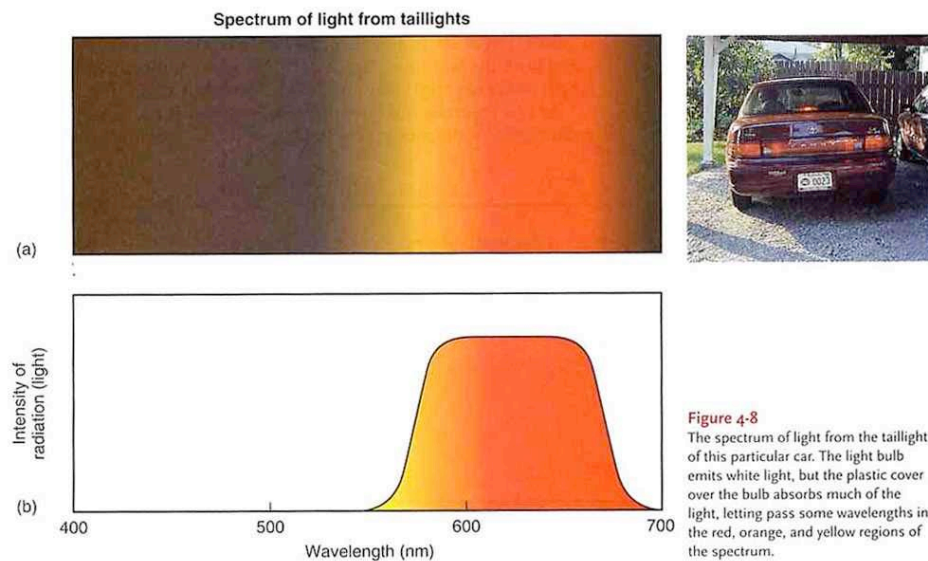 Spectrum of light from taillights
(a)
Intensity of
radiation (light)
(b)
400
500
600
700
Wavelength (nm)
0023
Figure 4-8
The spectrum of light from the taillight
of this particular car. The light bulb
emits white light, but the plastic cover
over the bulb absorbs much of the
light, letting pass some wavelengths in
the red, orange, and yellow regions of
the spectrum.